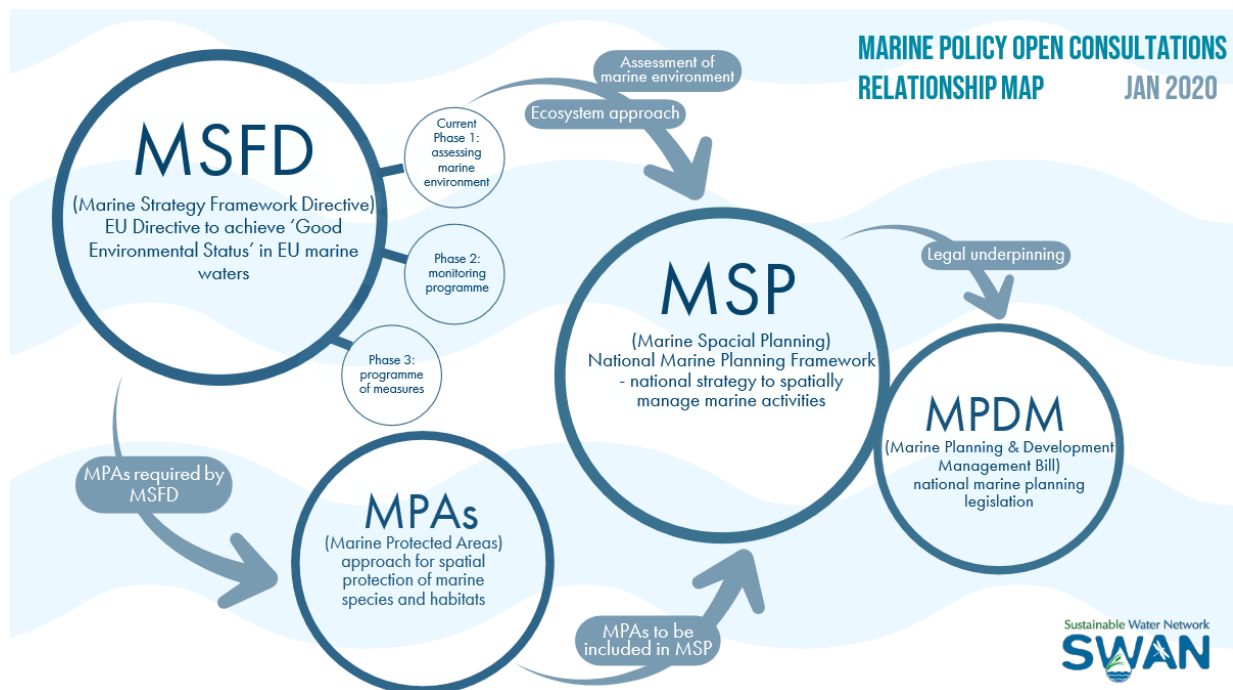 MARINE POLICY OPEN CONSULTATIONS
RELATIONSHIP MAP JAN 2020
MSFD
(Marine Strategy Framework Directive)
EU Directive to achieve ‘Good
Environmental Status’ in EU marine
waters
Current
Phase 1:
assessing
marine
environment
Phase 2:
monitoring
programme
Phase 3:
programme
of measures
Assessment of
marine environment
Ecosystem approach
MSP
(Marine Spacial Planning)
National Marine Planning Framework
- national strategy to spatially
manage marine activities
Legal underpinning
MPDM
(Marine Planning & Development
Management Bill)
national marine planning
legislation
MPAs required by
MSFD
MPAs
(Marine Protected Areas)
approach for spatial
protection of marine
species and habitats
MPAs to be
included in MSP
Sustainable Water Network
SWAN